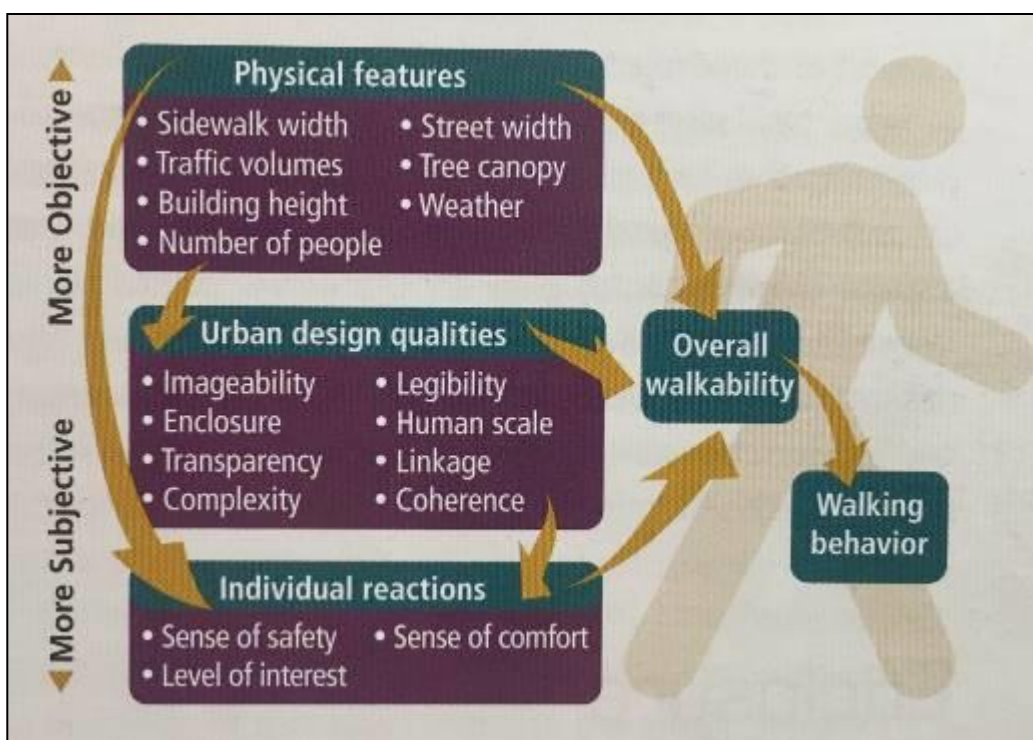 More Objective
More Subjective
Physical features
• Sidewalk width
• Traffic volumes
• Building height
• Number of people
• Street width
• Tree canopy
• Weather
Urban design qualities
• Imageability
• Enclosure
• Transparency
• Complexity
• Legibility
• Human scale
• Linkage
• Coherence
Individual reactions
• Sense of safety
• Level of interest
• Sense of comfort
Overall
walkability
Walking
behavior